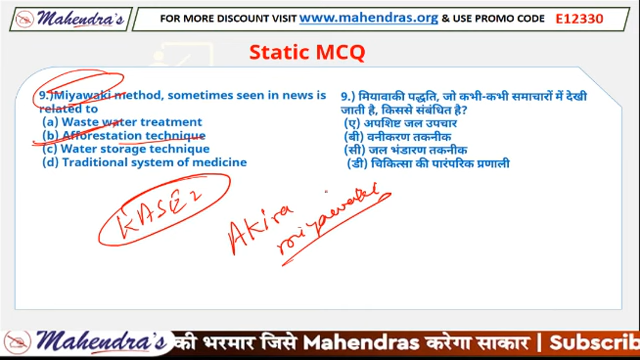 Mahendra's
FOR MORE DISCOUNT VISIT www.mahendras.org & USE PROMO CODE E12330
Static MCQ
9.)Miyawaki method, sometimes seen in news is
related to
(a) Waste water treatment
(b) Afforestation technique
(c) Water storage technique
(d) Traditional system of medicine
9.) मियावाकी पद्धति, जो कभी-कभी समाचारों में देखी
जाती है, किससे संबंधित है?
(ए) अपशिष्ट जल उपचार
(बी) वनीकरण तकनीक
(सी) जल भंडारण तकनीक
(डी) चिकित्सा की पारंपरिक प्रणाली
Akira
miyawaki
Mahendra's की भरमार जिसे Mahendras करेगा साकार | Subscrib